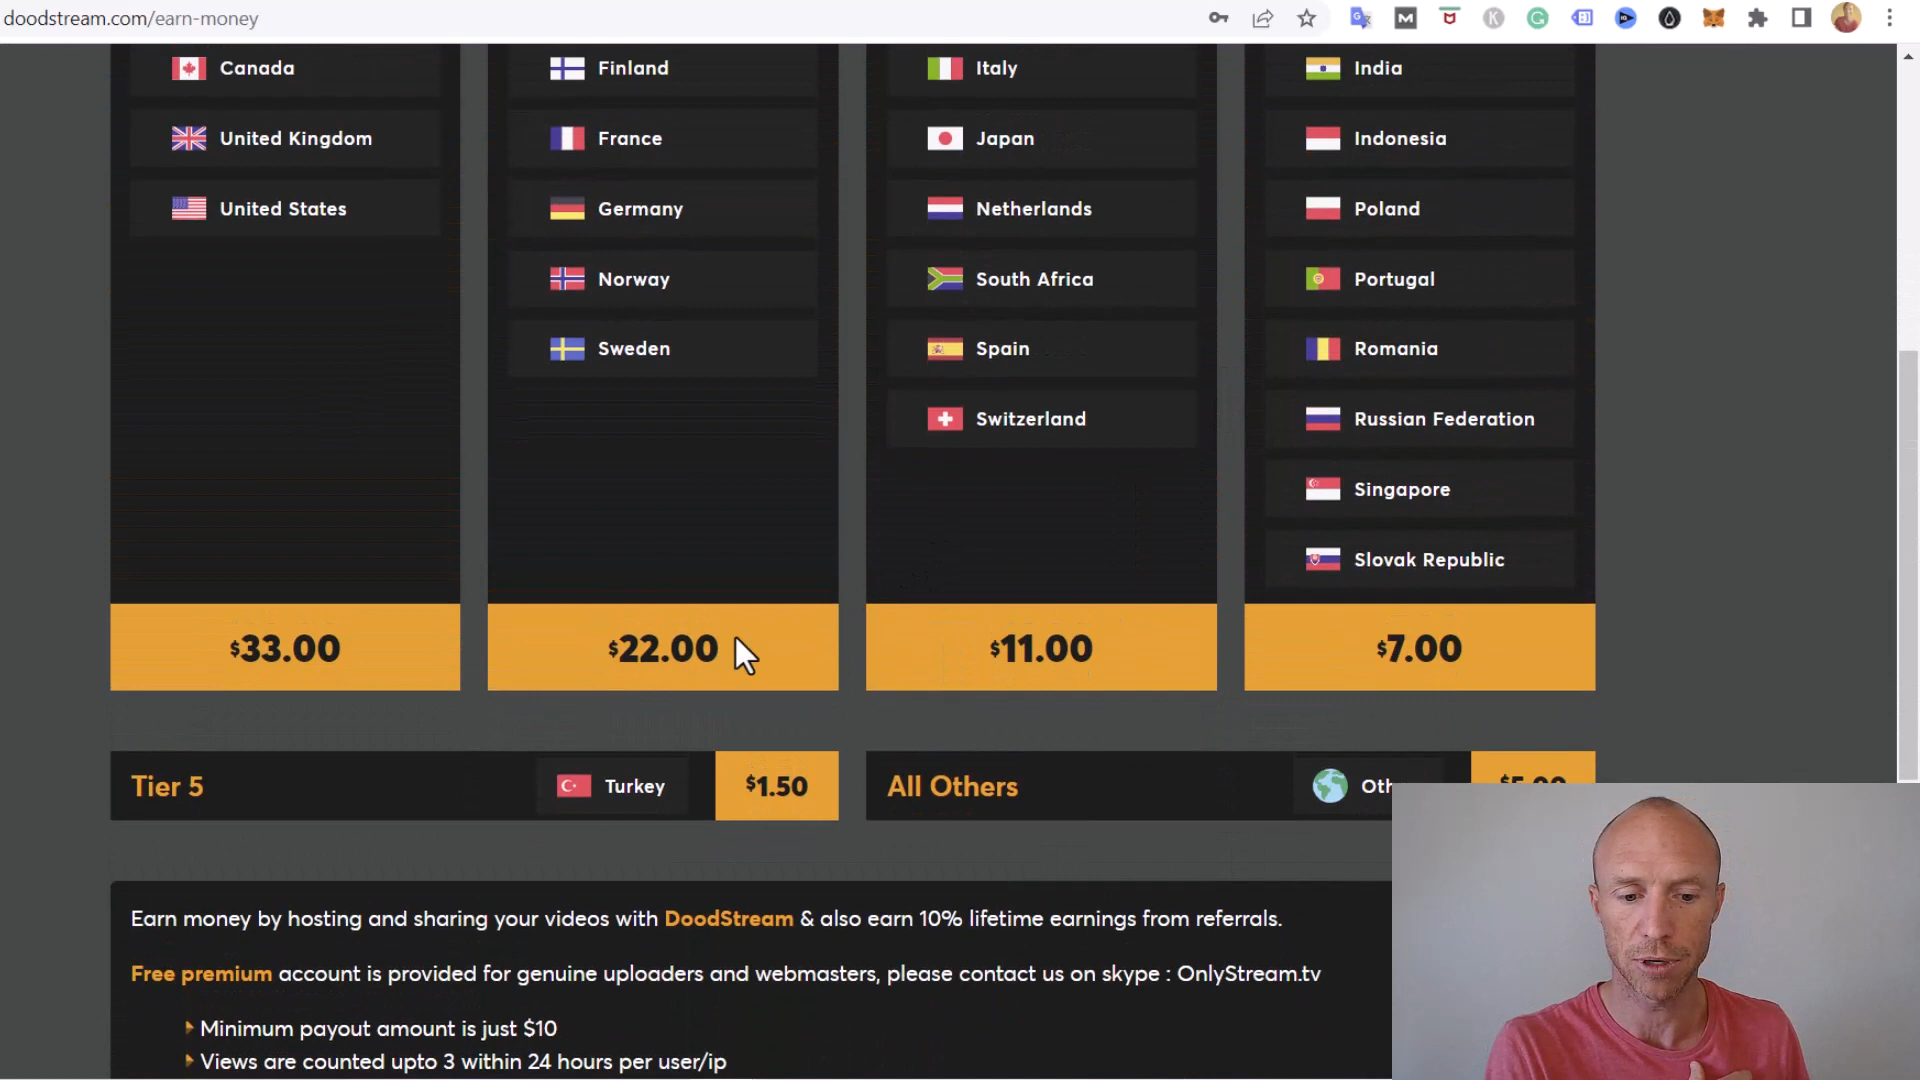 doodstream.com/earn-money
Canada
United Kingdom
United States
$33.00
Finland
France
Germany
Norway
Sweden
$22.00
Italy
Japan
Netherlands
South Africa
Spain
Switzerland
$11.00
India
Indonesia
Poland
Portugal
Romania
Russian Federation
Singapore
Slovak Republic
$7.00
Tier 5 Turkey $1.50
All Others
Earn money by hosting and sharing your videos with DoodStream & also earn 10% lifetime earnings from referrals.
Free premium account is provided for genuine uploaders and webmasters, please contact us on skype : OnlyStream.tv
Minimum payout amount is just $10
Views are counted upto 3 within 24 hours per user/ip